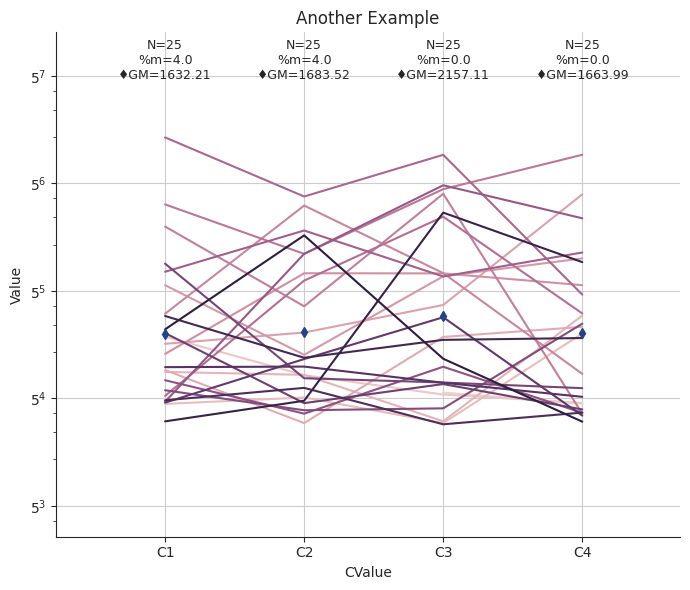 Another Example
N=25 N=25 N=25 N=25
%m=4.0 %m=4.0 %m=0.0 %m=0.0
♦GM=1632.21 ♦GM=1683.52 ♦GM=2157.11 ♦GM=1663.99
5⁷
5⁶
5⁵
5⁴
5³
Value
C1 C2 C3 C4
CValue